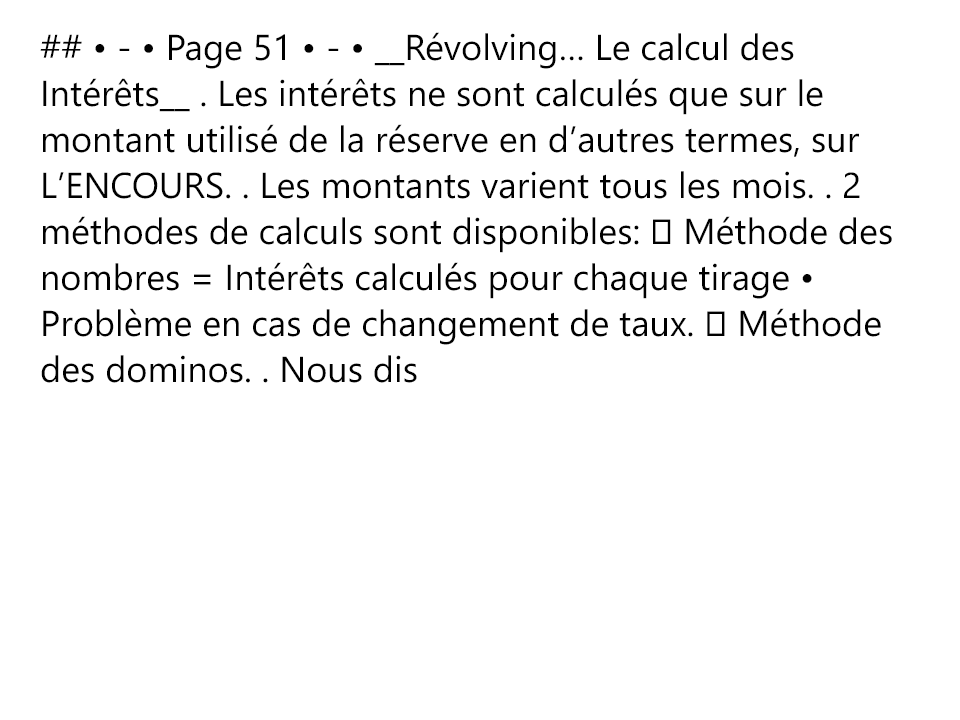 ## • - • Page 51 • - • __Révolving… Le calcul des
Intérêts__ . Les intérêts ne sont calculés que sur le
montant utilisé de la réserve en d’autres termes, sur
L’ENCOURS. . Les montants varient tous les mois. . 2
méthodes de calculs sont disponibles:  Méthode des
nombres = Intérêts calculés pour chaque tirage •
Problème en cas de changement de taux.  Méthode
des dominos. . Nous dis